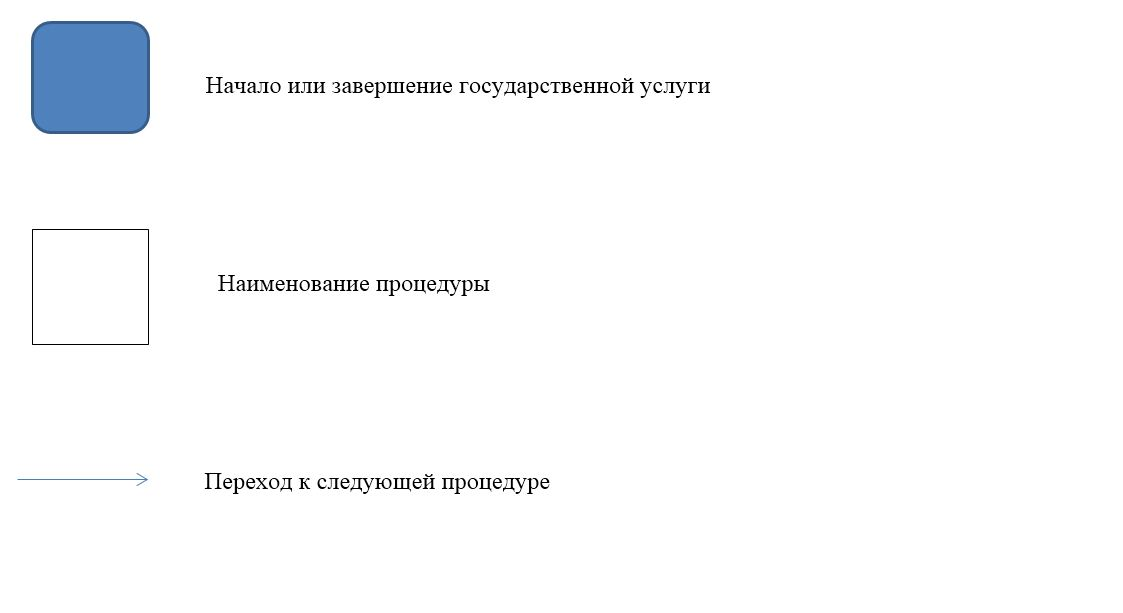 Начало или завершение государственной услуги
Наименование процедуры
Переход к следующей процедуре